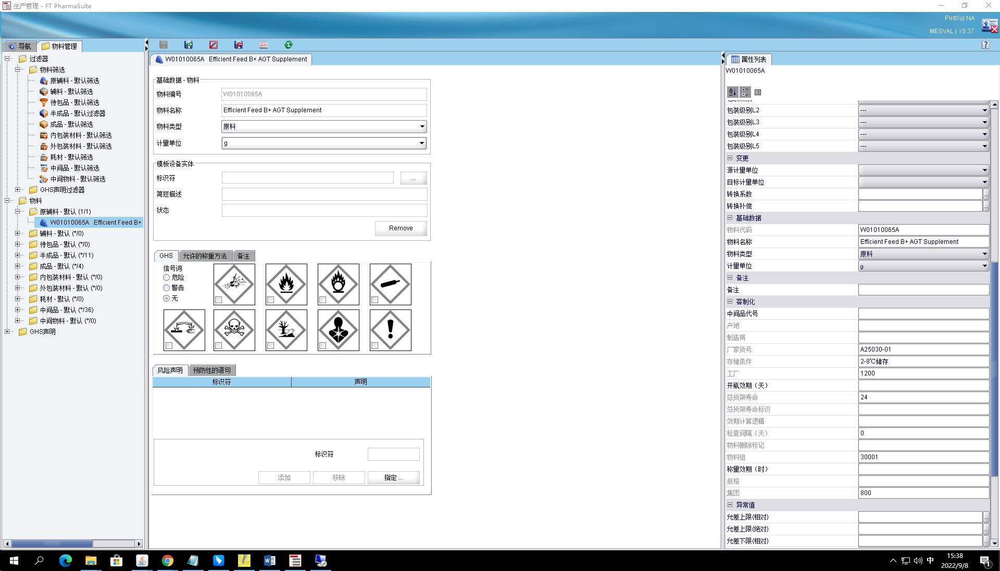 生产管理 - FT PharmaSuite
PiritXu| NA
MESVAL | 15:37
导航
物料管理
过滤器
物料筛选
原辅料 - 默认筛选
辅料 - 默认筛选
待包品 - 默认筛选
半成品 - 默认过滤器
成品 - 默认筛选
内包装材料 - 默认筛选
外包装材料 - 默认筛选
耗材 - 默认筛选
中间品 - 默认筛选
中间物料 - 默认筛选
GHS声明过滤器
物料
原辅料 - 默认 (1/1)
W01010065A Efficient Feed B+
辅料 - 默认 (*/0)
待包品 - 默认 (*/0)
半成品 - 默认 (*/11)
成品 - 默认 (*/4)
内包装材料 - 默认 (*/0)
外包装材料 - 默认 (*/0)
耗材 - 默认 (*/0)
中间品 - 默认 (*/36)
中间物料 - 默认 (*/0)
GHS声明
W01010065A Efficient Feed B+ AGT Supplement
基础数据 - 物料
物料编号 W01010065A
物料名称 Efficient Feed B+ AGT Supplement
物料类型 原料
计量单位 g
模板设备实体
标识符 ...
简短描述
状态
Remove
GHS 允许的称重方法 备注
信号词
危险
警告
无
风险声明 预防性的语句
标识符 声明
标识符
添加 移除 指定 ...
属性列表
W01010065A
包装级别L2 ---
包装级别L3 ---
包装级别L4 ---
包装级别L5 ---
变更
源计量单位
目标计量单位
转换系数 ...
转换补偿 ...
基础数据
物料代码 W01010065A
物料名称 Efficient Feed B+ AGT Supplement
物料类型 原料
计量单位 g
备注
备注
客制化
中间品代号
产地
制造商
厂家货号 A25030-01
存储条件 2-8℃储存
工厂 1200
开瓶效期（天）
总货架寿命 24
总货架寿命标识
效期计算逻辑
检查间隔（天） 0
物料删除标记
物料组 30001
称量效期（时）
规格
集团 800
异常值
允差上限(相对) ...
允差上限(绝对) ...
允差下限(相对) ...
中
15:38
2022/9/8
1